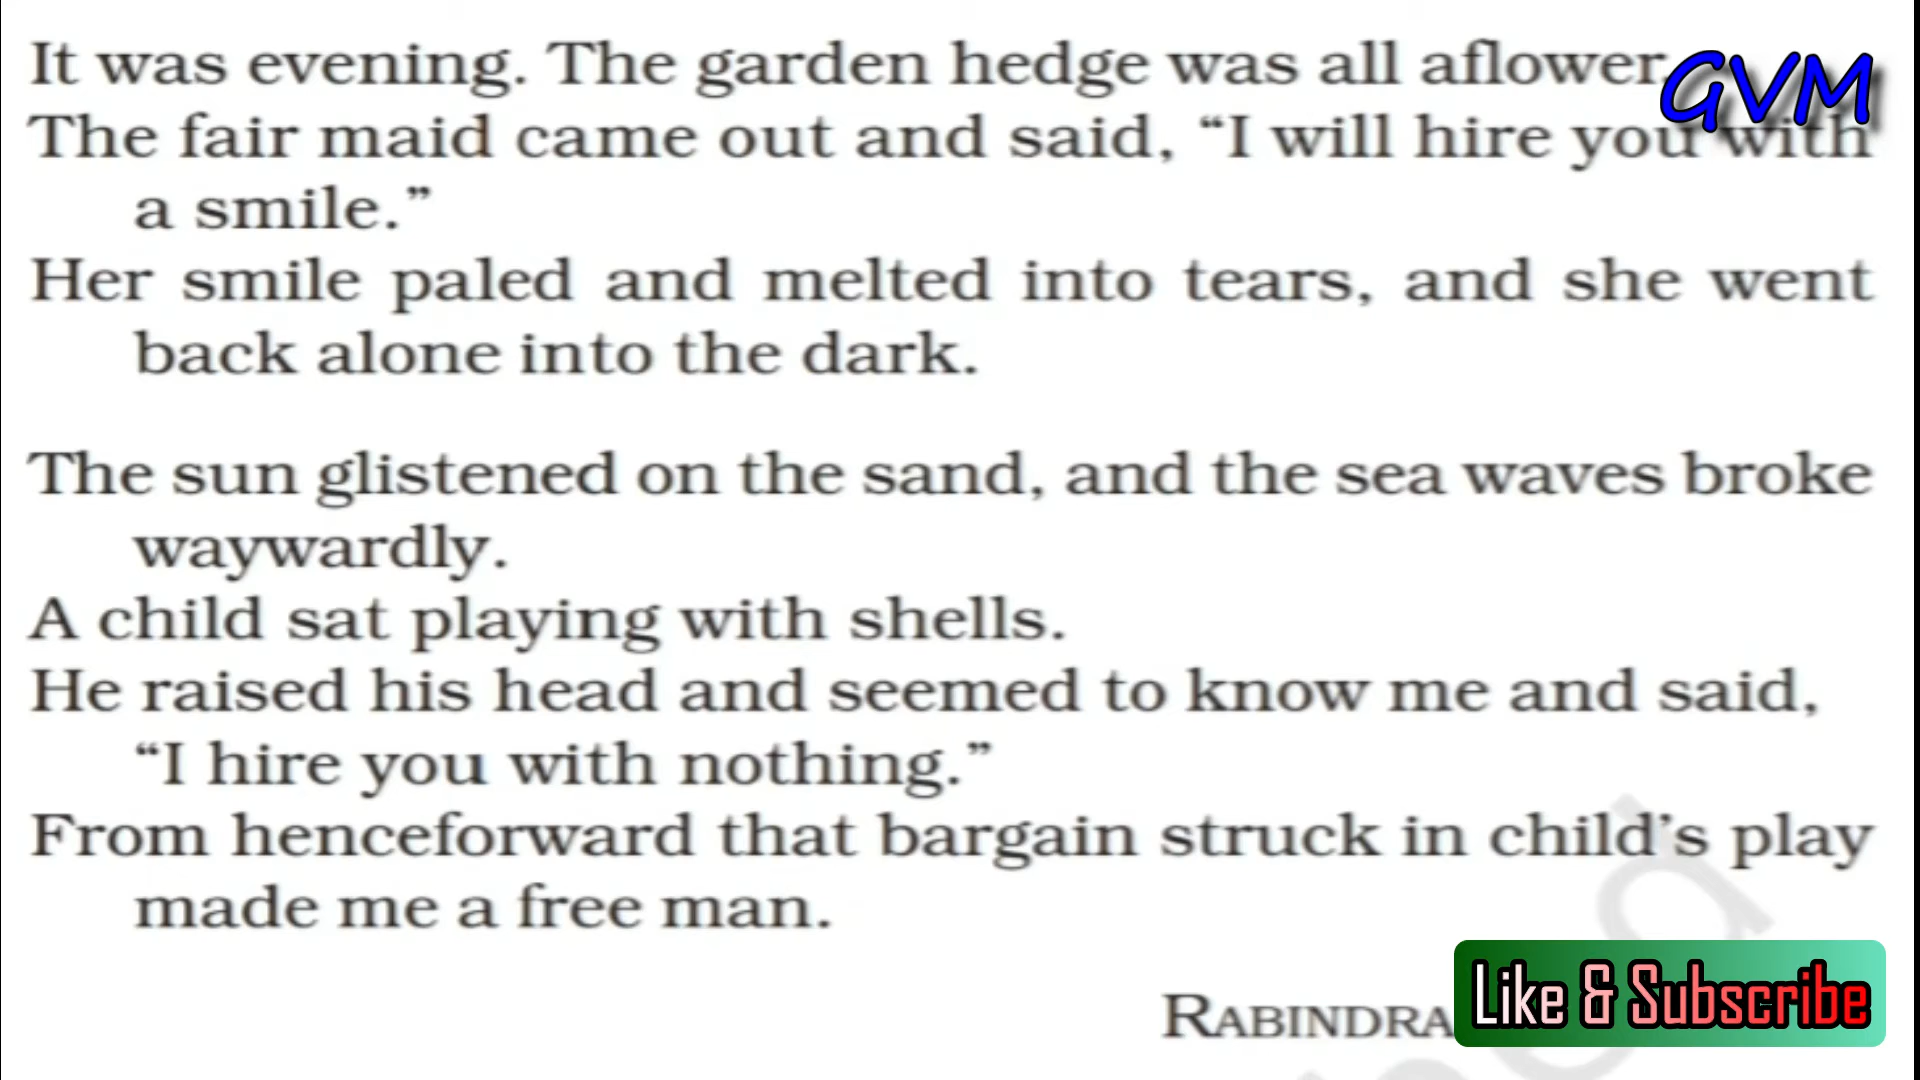 It was evening. The garden hedge was all aflower.
GVM
The fair maid came out and said, “I will hire you with
a smile.”
Her smile paled and melted into tears, and she went
back alone into the dark.
The sun glistened on the sand, and the sea waves broke
waywardly.
A child sat playing with shells.
He raised his head and seemed to know me and said,
“I hire you with nothing.”
From henceforward that bargain struck in child’s play
made me a free man.
RABINDRA
Like & Subscribe